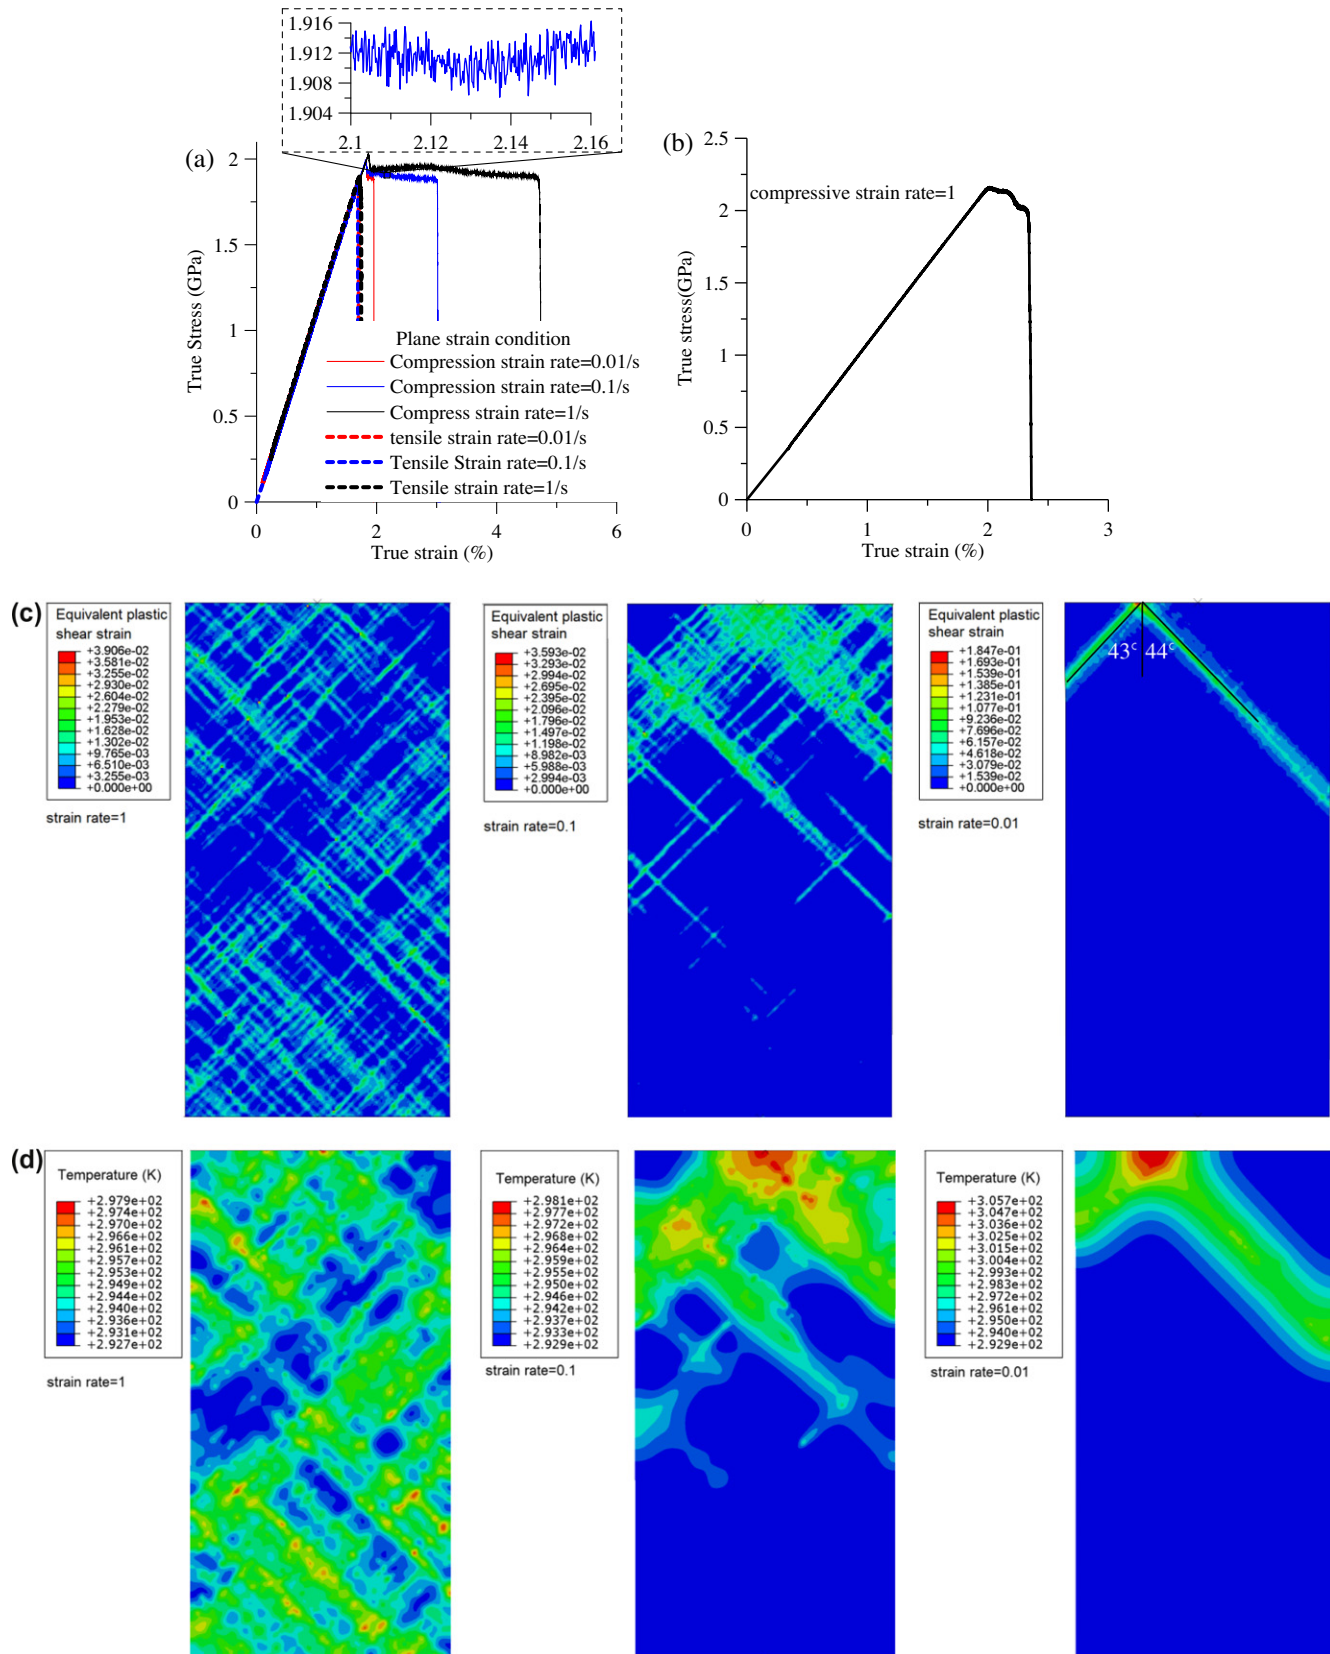 1.916
1.912
1.908
1.904
2.1
2.12
2.14
2.16
(a)
2
1.5
1
0.5
0
True Stress (GPa)
Plane strain condition
Compression strain rate=0.01/s
Compression strain rate=0.1/s
Compress strain rate=1/s
tensile strain rate=0.01/s
Tensile Strain rate=0.1/s
Tensile strain rate=1/s
0
2
4
6
True strain (%)
(b)
2.5
2
1.5
1
0.5
0
True stress(GPa)
compressive strain rate=1
0
1
2
3
True strain (%)
(c)
Equivalent plastic
shear strain
+3.906e-02
+3.581e-02
+3.255e-02
+2.930e-02
+2.604e-02
+2.279e-02
+1.953e-02
+1.628e-02
+1.302e-02
+9.765e-03
+6.510e-03
+3.255e-03
+0.000e+00
strain rate=1
Equivalent plastic
shear strain
+3.593e-02
+3.293e-02
+2.994e-02
+2.695e-02
+2.395e-02
+2.096e-02
+1.796e-02
+1.497e-02
+1.198e-02
+8.982e-03
+5.988e-03
+2.994e-03
+0.000e+00
strain rate=0.1
Equivalent plastic
shear strain
+1.847e-01
+1.693e-01
+1.539e-01
+1.385e-01
+1.231e-01
+1.077e-01
+9.236e-02
+7.696e-02
+6.157e-02
+4.618e-02
+3.079e-02
+1.539e-02
+0.000e+00
strain rate=0.01
43° 44°
(d)
Temperature (K)
+2.979e+02
+2.974e+02
+2.970e+02
+2.966e+02
+2.961e+02
+2.957e+02
+2.953e+02
+2.949e+02
+2.944e+02
+2.940e+02
+2.936e+02
+2.931e+02
+2.927e+02
strain rate=1
Temperature (K)
+2.981e+02
+2.977e+02
+2.972e+02
+2.968e+02
+2.964e+02
+2.959e+02
+2.955e+02
+2.950e+02
+2.946e+02
+2.942e+02
+2.937e+02
+2.933e+02
+2.929e+02
strain rate=0.1
Temperature (K)
+3.057e+02
+3.047e+02
+3.036e+02
+3.025e+02
+3.015e+02
+3.004e+02
+2.993e+02
+2.983e+02
+2.972e+02
+2.961e+02
+2.950e+02
+2.940e+02
+2.929e+02
strain rate=0.01